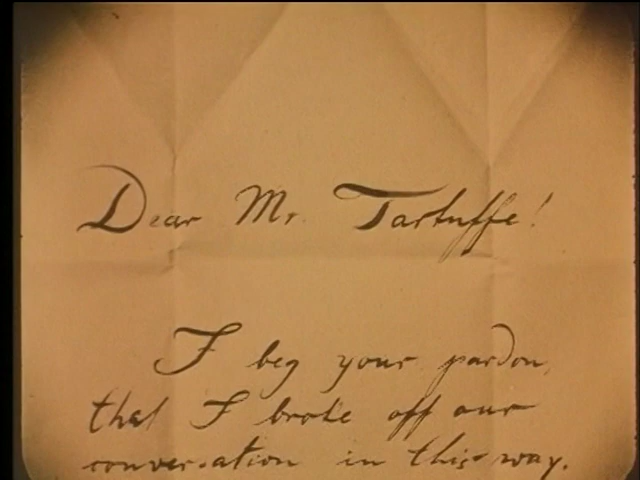 Dear Mr. Tartuffe!
I beg your pardon,
that I broke off our
conversation in this way.